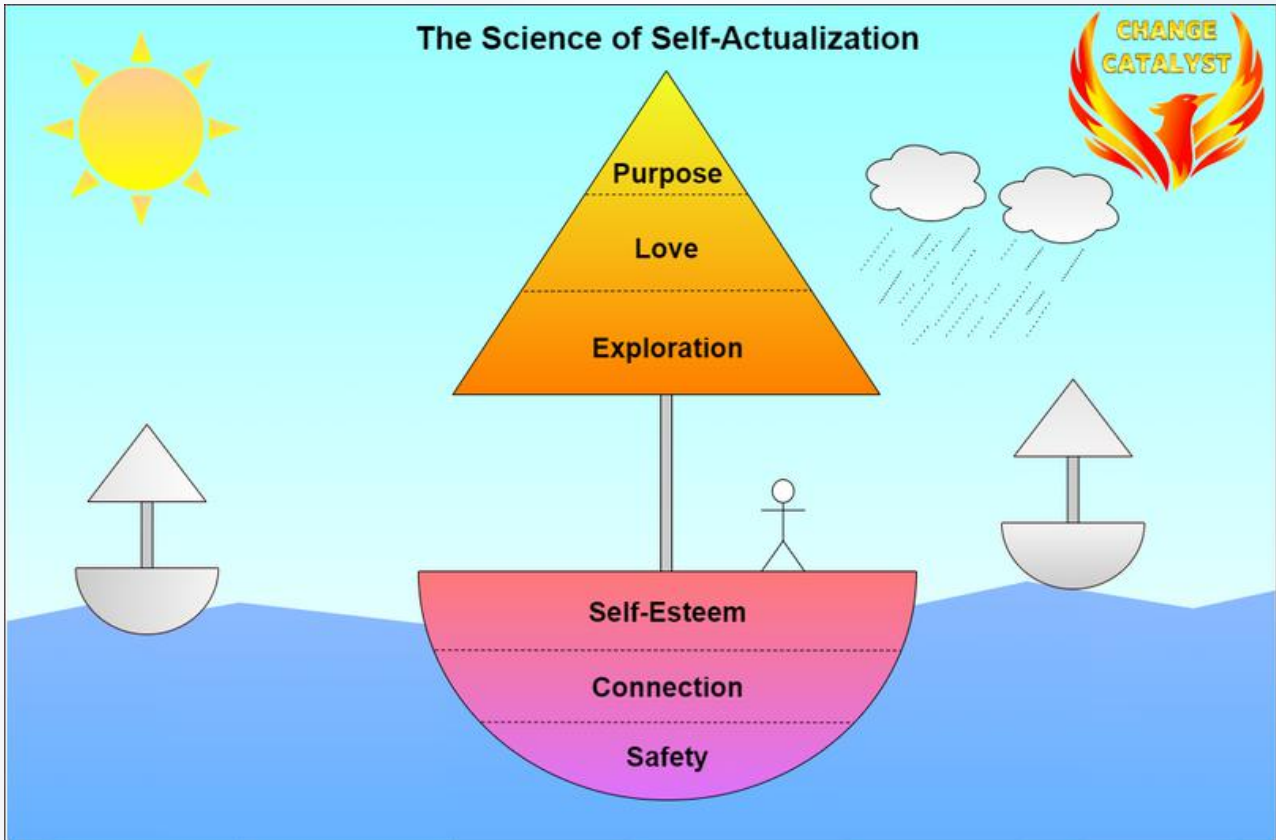 The Science of Self-Actualization
CHANGE
CATALYST
Purpose
Love
Exploration
Self-Esteem
Connection
Safety